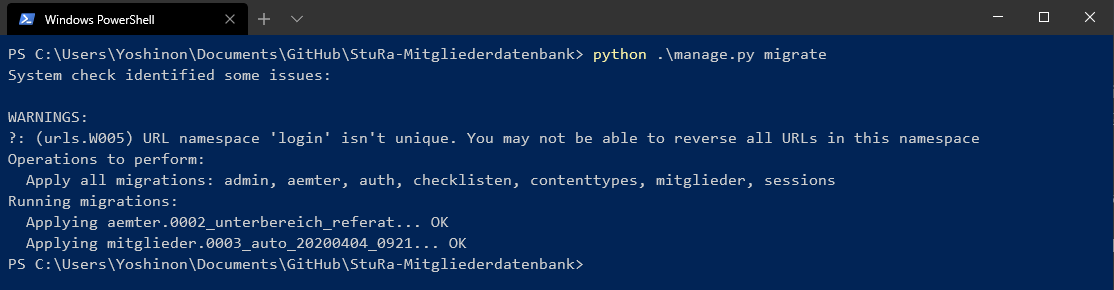 Windows PowerShell
PS C:\Users\Yoshinon\Documents\GitHub\StuRa-Mitgliederdatenbank> python .\manage.py migrate
System check identified some issues:
WARNINGS:
?: (urls.W005) URL namespace 'login' isn't unique. You may not be able to reverse all URLs in this namespace
Operations to perform:
  Apply all migrations: admin, aemter, auth, checklisten, contenttypes, mitglieder, sessions
Running migrations:
  Applying aemter.0002_unterbereich_referat... OK
  Applying mitglieder.0003_auto_20200404_0921... OK
PS C:\Users\Yoshinon\Documents\GitHub\StuRa-Mitgliederdatenbank>